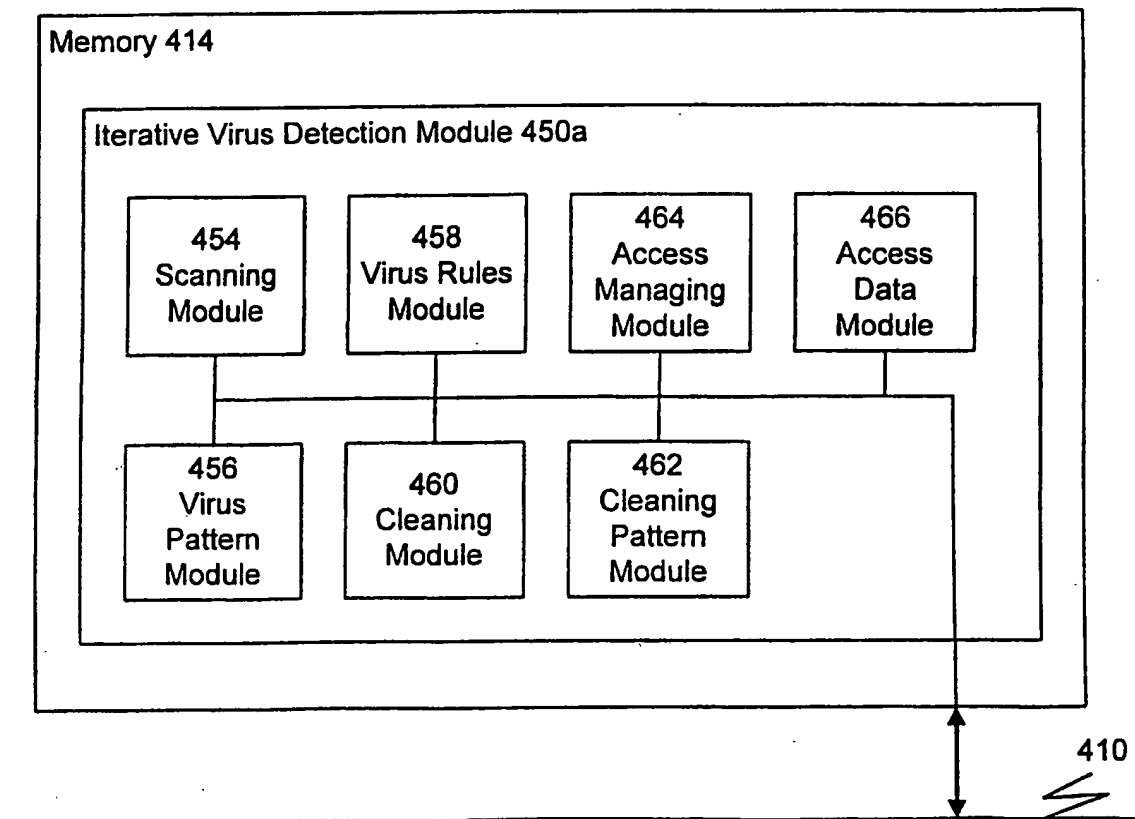 Memory 414
Iterative Virus Detection Module 450a
454
Scanning
Module
458
Virus Rules
Module
464
Access
Managing
Module
466
Access
Data
Module
456
Virus
Pattern
Module
460
Cleaning
Module
462
Cleaning
Pattern
Module
410